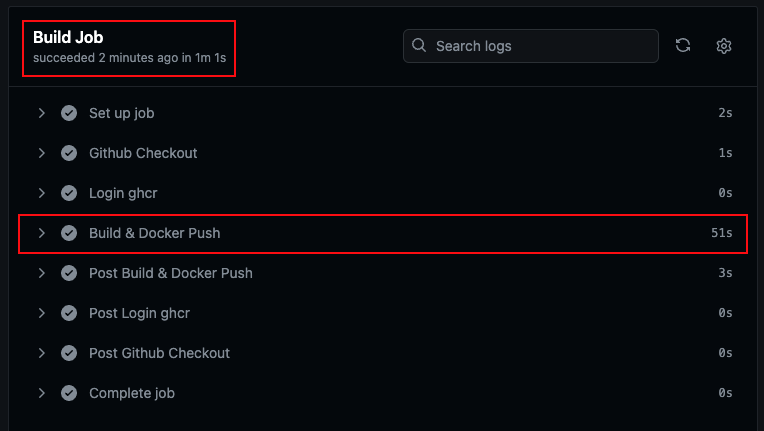 Build Job
succeeded 2 minutes ago in 1m 1s
Search logs
Set up job 2s
Github Checkout 1s
Login ghcr 0s
Build & Docker Push 51s
Post Build & Docker Push 3s
Post Login ghcr 0s
Post Github Checkout 0s
Complete job 0s